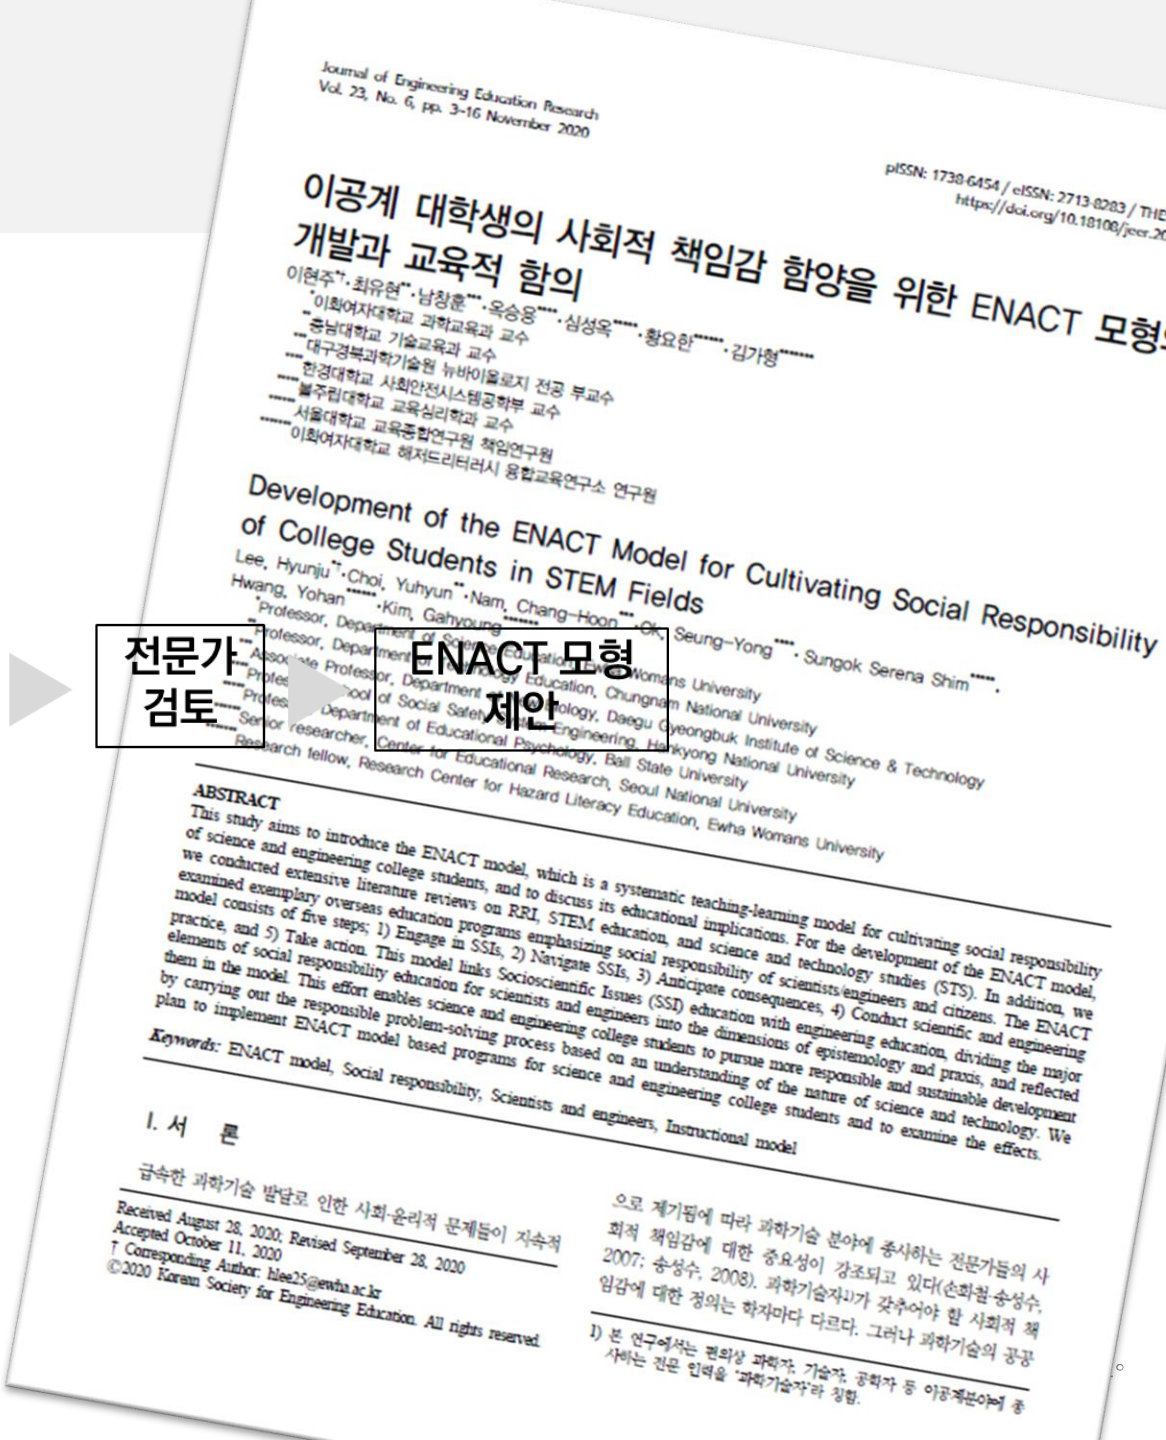 Journal of Engineering Education Research
Vol. 23, No. 6, pp. 3-16 November 2020
pISSN: 1738-6454 / eISSN: 2713-8283 / THE
https://doi.org/10.18108/jeer.20
이공계 대학생의 사회적 책임감 함양을 위한 ENACT 모형의
개발과 교육적 함의
이현주*†·최유현**·남창훈***·옥승용****·심성옥*****·황요한******·김가형*******
*이화여자대학교 과학교육과 교수
**충남대학교 기술교육과 교수
***대구경북과학기술원 뉴바이올로지 전공 부교수
****한경대학교 사회안전시스템공학부 교수
*****볼주립대학교 교육심리학과 교수
******서울대학교 교육종합연구원 책임연구원
*******이화여자대학교 해저드리터러시 융합교육연구소 연구원
Development of the ENACT Model for Cultivating Social Responsibility
of College Students in STEM Fields
Lee, Hyunju*†·Choi, Yuhyun**·Nam, Chang-Hoon***·Ok, Seung-Yong****·Sungok Serena Shim*****·
Hwang, Yohan******·Kim, Gahyoung*******
*Professor, Department of Science Education, Ewha Womans University
**Professor, Department of Technology Education, Chungnam National University
***Associate Professor, Department of New Biology, Daegu Gyeongbuk Institute of Science & Technology
****Professor, School of Social Safety System Engineering, Hankyong National University
*****Professor, Department of Educational Psychology, Ball State University
******Senior researcher, Center for Educational Research, Seoul National University
*******Research fellow, Research Center for Hazard Literacy Education, Ewha Womans University
전문가
검토
ENACT 모형
제안
ABSTRACT
This study aims to introduce the ENACT model, which is a systematic teaching-learning model for cultivating social responsibility
of science and engineering college students, and to discuss its educational implications. For the development of the ENACT model,
we conducted extensive literature reviews on RRI, STEM education, and science and technology studies (STS). In addition, we
examined exemplary overseas education programs emphasizing social responsibility of scientists/engineers and citizens. The ENACT
model consists of five steps; 1) Engage in SSIs, 2) Navigate SSIs, 3) Anticipate consequences, 4) Conduct scientific and engineering
practice, and 5) Take action. This model links Socioscientific Issues (SSI) education with engineering education, dividing the major
elements of social responsibility education for scientists and engineers into the dimensions of epistemology and praxis, and reflected
them in the model. This effort enables science and engineering college students to pursue more responsible and sustainable development
by carrying out the responsible problem-solving process based on an understanding of the nature of science and technology. We
plan to implement ENACT model based programs for science and engineering college students and to examine the effects.
Keywords: ENACT model, Social responsibility, Scientists and engineers, Instructional model
I. 서 론
급속한 과학기술 발달로 인한 사회·윤리적 문제들이 지속적
Received August 28, 2020; Revised September 28, 2020
Accepted October 11, 2020
† Corresponding Author: hlee25@ewha.ac.kr
©2020 Korean Society for Engineering Education. All rights reserved.
으로 제기됨에 따라 과학기술 분야에 종사하는 전문가들의 사
회적 책임감에 대한 중요성이 강조되고 있다(손화철·송성수,
2007; 송성수, 2008). 과학기술자1)가 갖추어야 할 사회적 책
임감에 대한 정의는 학자마다 다르다. 그러나 과학기술의 공공
1) 본 연구에서는 편의상 과학자, 기술자, 공학자 등 이공계분야에 종
사하는 전문 인력을 '과학기술자'라 칭함.